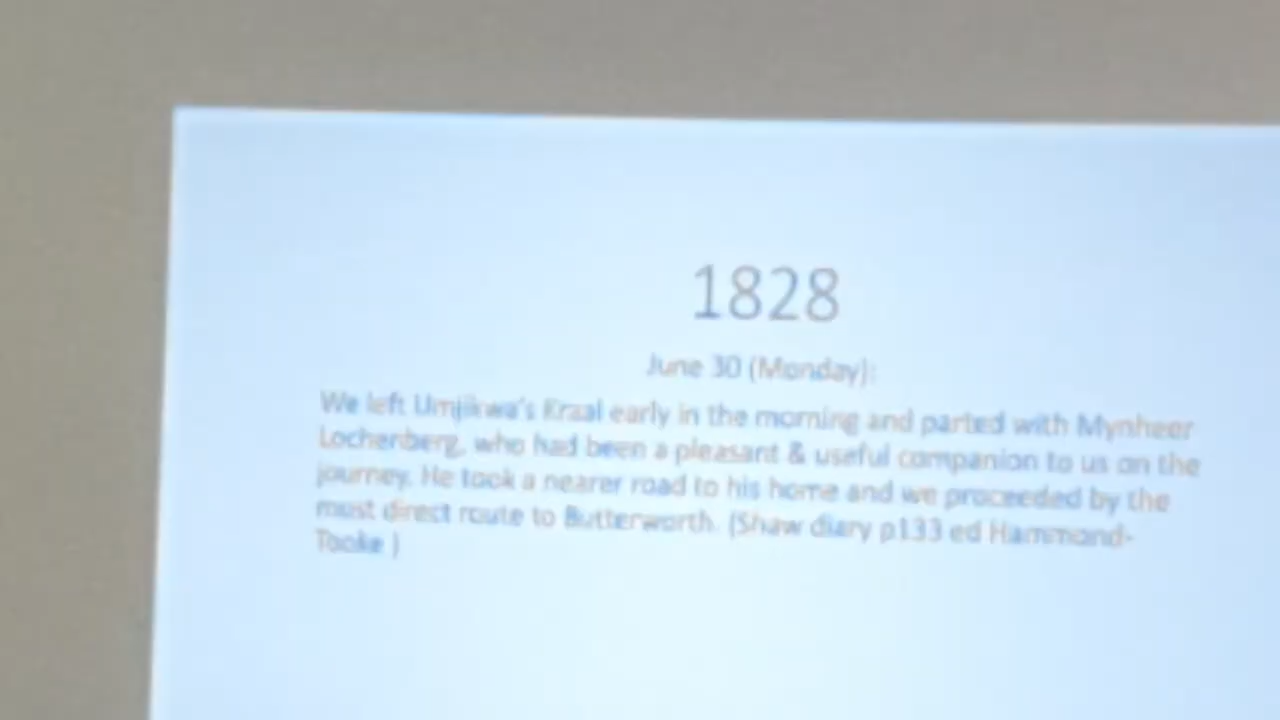 1828
June 30 (Monday):
We left Umjikwa's Kraal early in the morning and parted with Mynheer
Lochenberg, who had been a pleasant & useful companion to us on the
journey. He took a nearer road to his home and we proceeded by the
most direct route to Butterworth. (Shaw diary p133 ed Hammond-
Tooke )